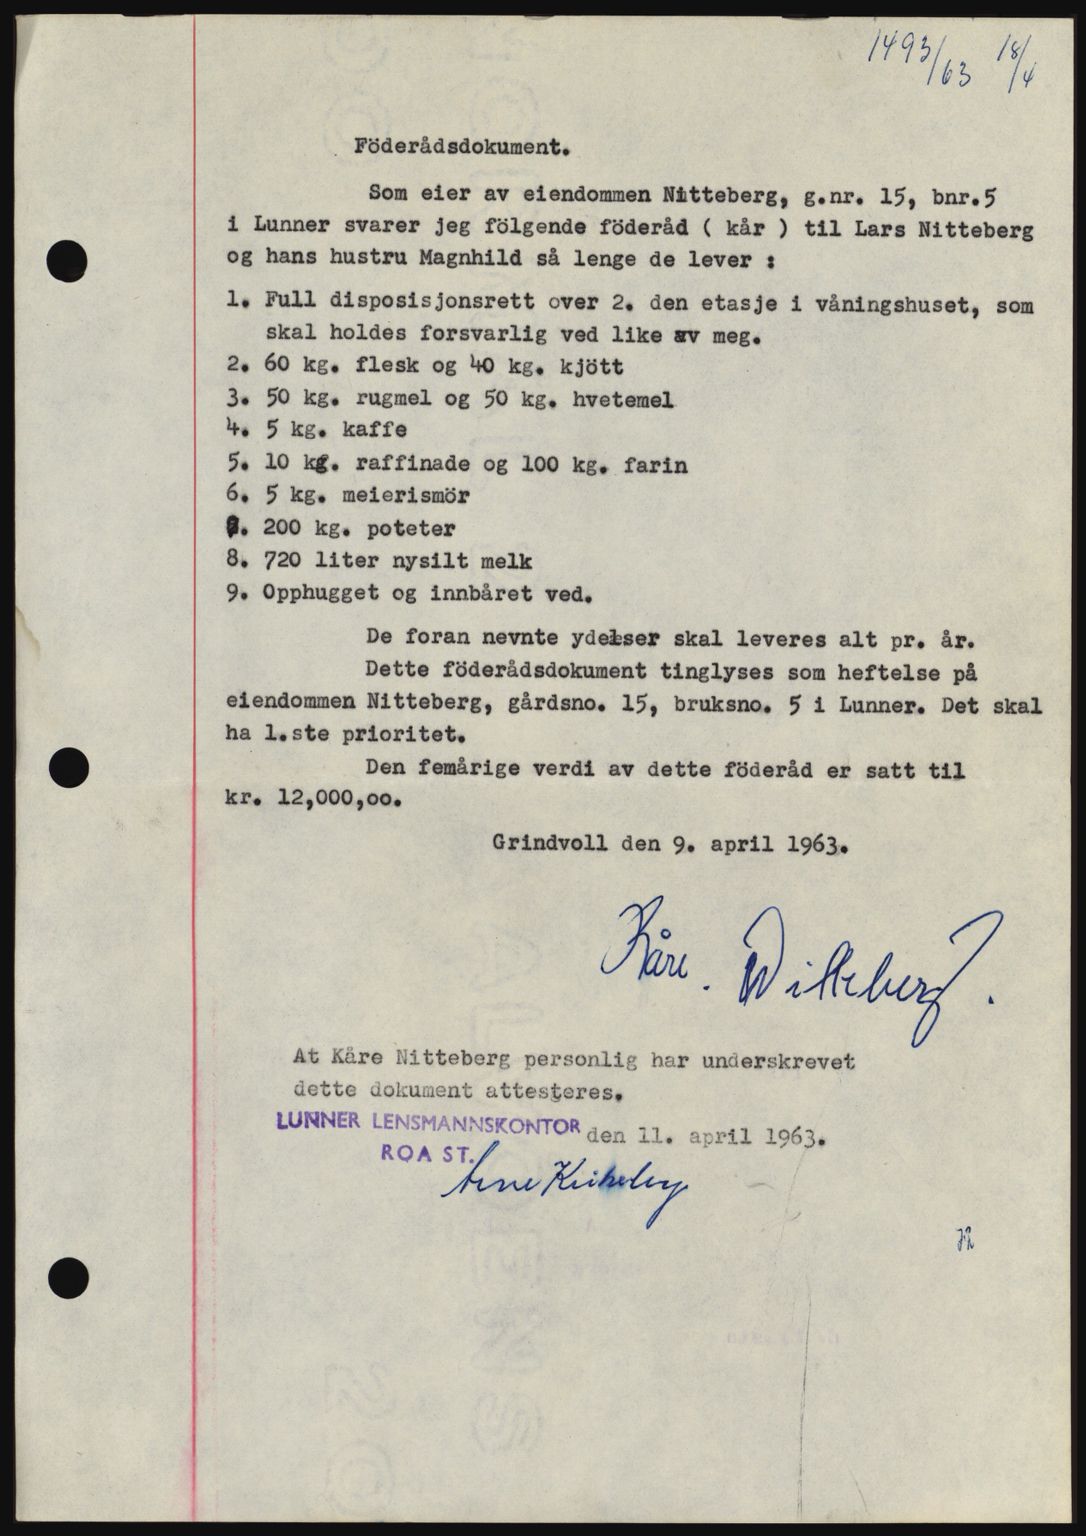 1493/63 18/4
Föderådsdokument.
Som eier av eiendommen Nitteberg, g.nr. 15, bnr.5
i Lunner svarer jeg fölgende föderåd ( kår ) til Lars Nitteberg
og hans hustru Magnhild så lenge de lever :
1. Full disposisjonsrett over 2. den etasje i våningshuset, som
skal holdes forsvarlig ved like av meg.
2. 60 kg. flesk og 40 kg. kjött
3. 50 kg. rugmel og 50 kg. hvetemel
4. 5 kg. kaffe
5. 10 kg. raffinade og 100 kg. farin
6. 5 kg. meierismör
7. 200 kg. poteter
8. 720 liter nysilt melk
9. Opphugget og innbåret ved.
De foran nevnte ydelser skal leveres alt pr. år.
Dette föderådsdokument tinglyses som heftelse på
eiendommen Nitteberg, gårdsno. 15, bruksno. 5 i Lunner. Det skal
ha 1.ste prioritet.
Den femårige verdi av dette föderåd er satt til
kr. 12,000,oo.
Grindvoll den 9. april 1963.
Kåre. Nitteberg.
At Kåre Nitteberg personlig har underskrevet
dette dokument attesteres.
LUNNER LENSMANNSKONTOR den 11. april 1963.
ROA ST.
Arne Kirkeby